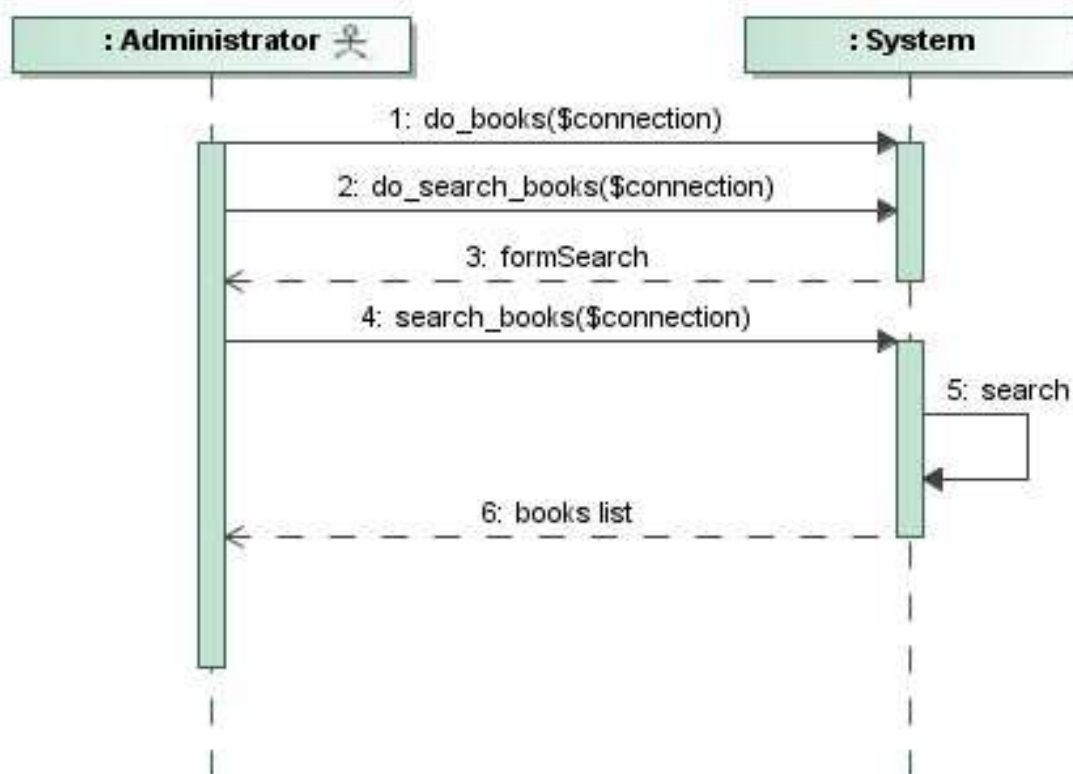 : Administrator
: System
1: do_books($connection)
2: do_search_books($connection)
3: formSearch
4: search_books($connection)
5: search
6: books list